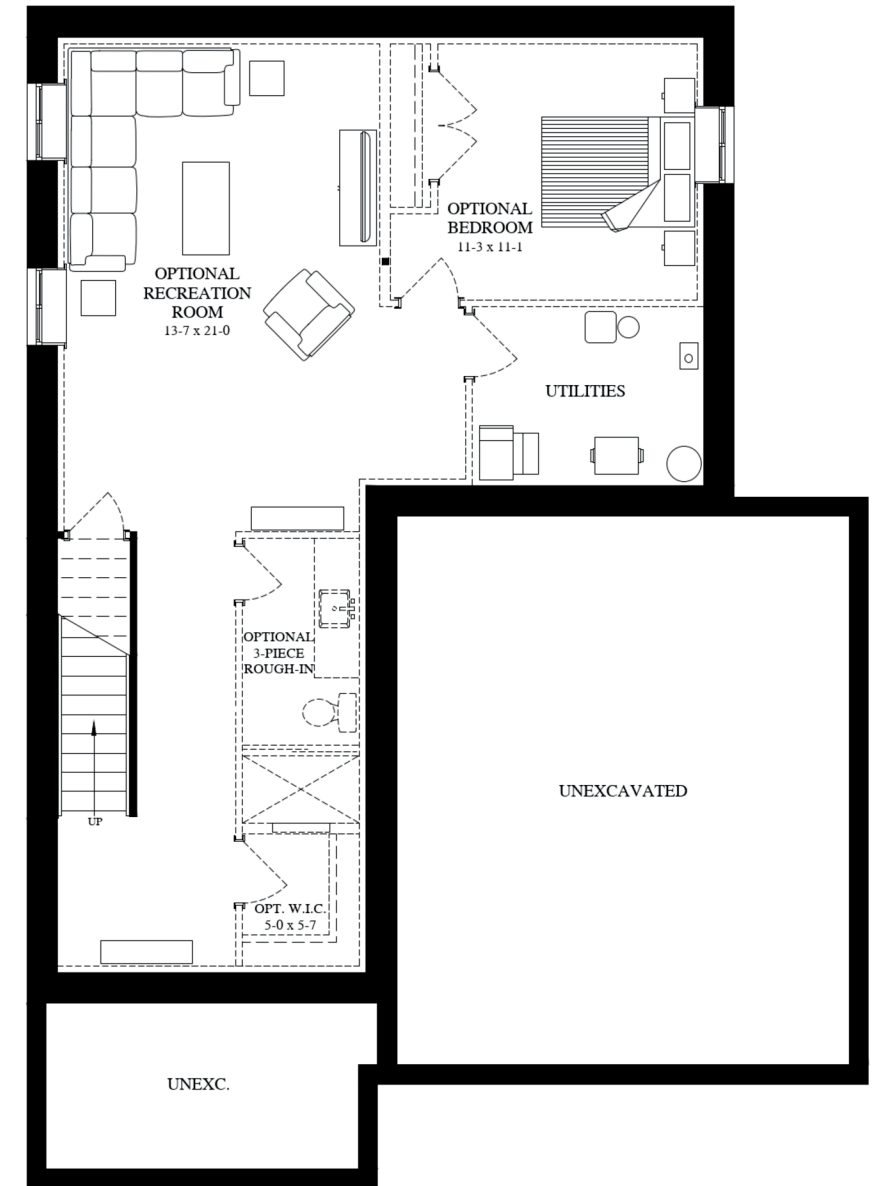 OPTIONAL
BEDROOM
11-3 x 11-1
OPTIONAL
RECREATION
ROOM
13-7 x 21-0
UTILITIES
OPTIONAL
3-PIECE
ROUGH-IN
UNEXCAVATED
UP
OPT. W.I.C.
5-0 x 5-7
UNEXC.